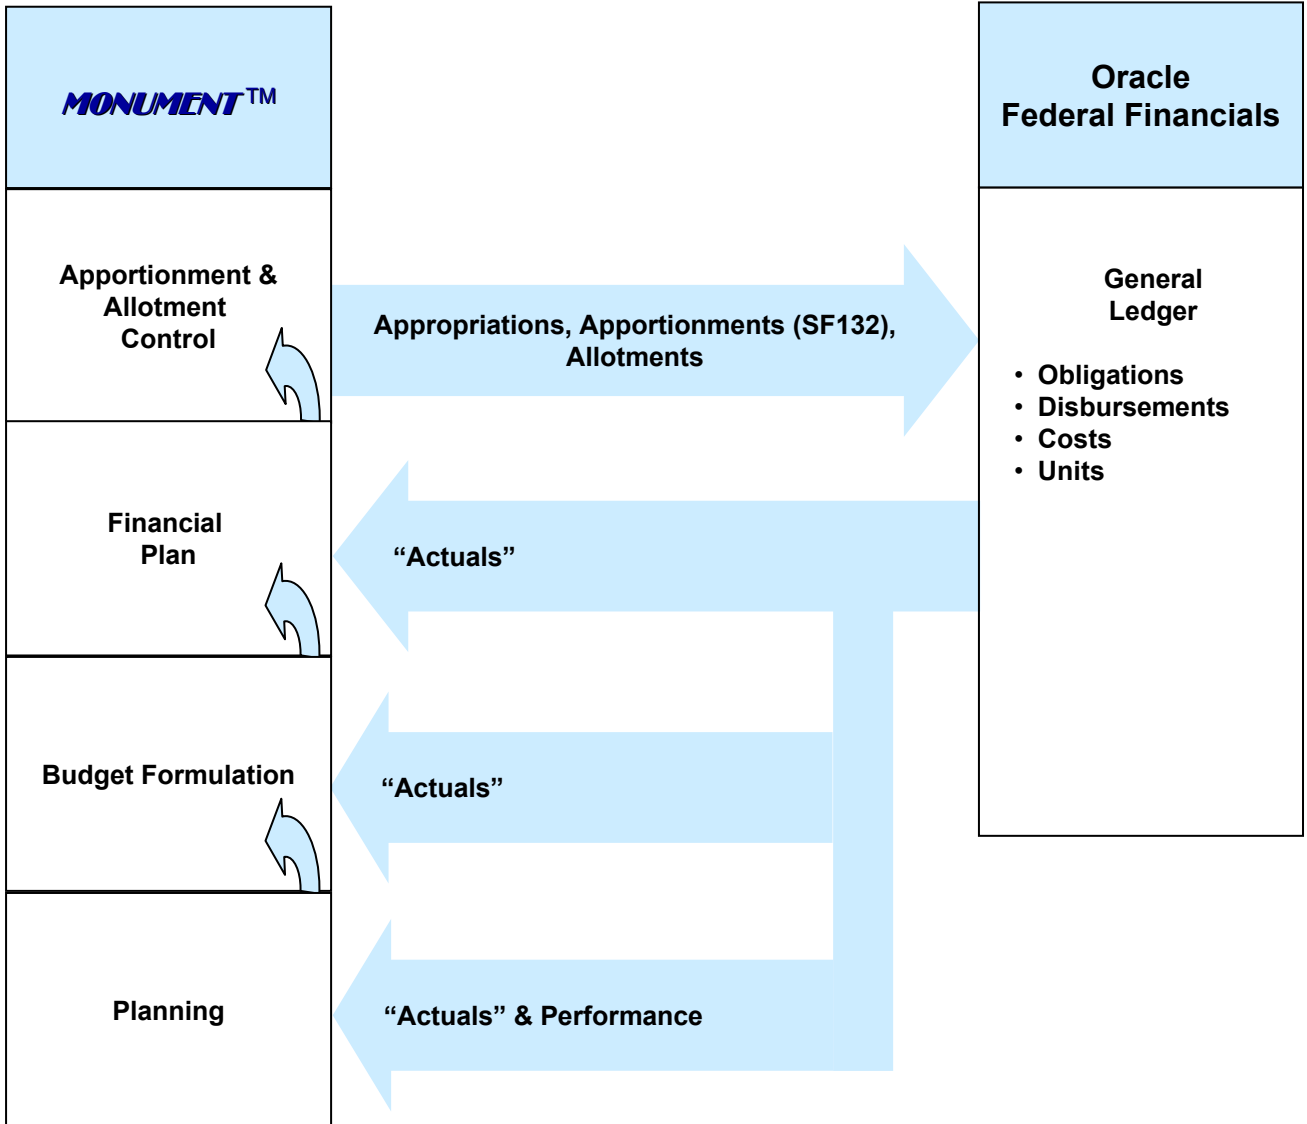 MONUMENT™
Oracle
Federal Financials
Apportionment &
Allotment
Control
Appropriations, Apportionments (SF132),
Allotments
General
Ledger
• Obligations
• Disbursements
• Costs
• Units
Financial
Plan
“Actuals”
Budget Formulation
“Actuals”
Planning
“Actuals” & Performance